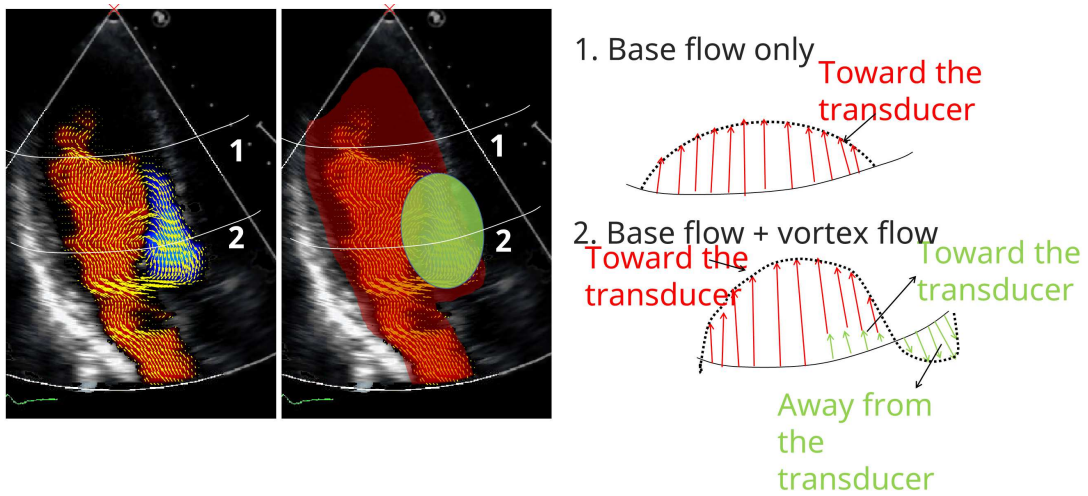 1
2
1
2
1. Base flow only
Toward the
transducer
2. Base flow + vortex flow
Toward the
transducer
Toward the
transducer
Away from
the
transducer